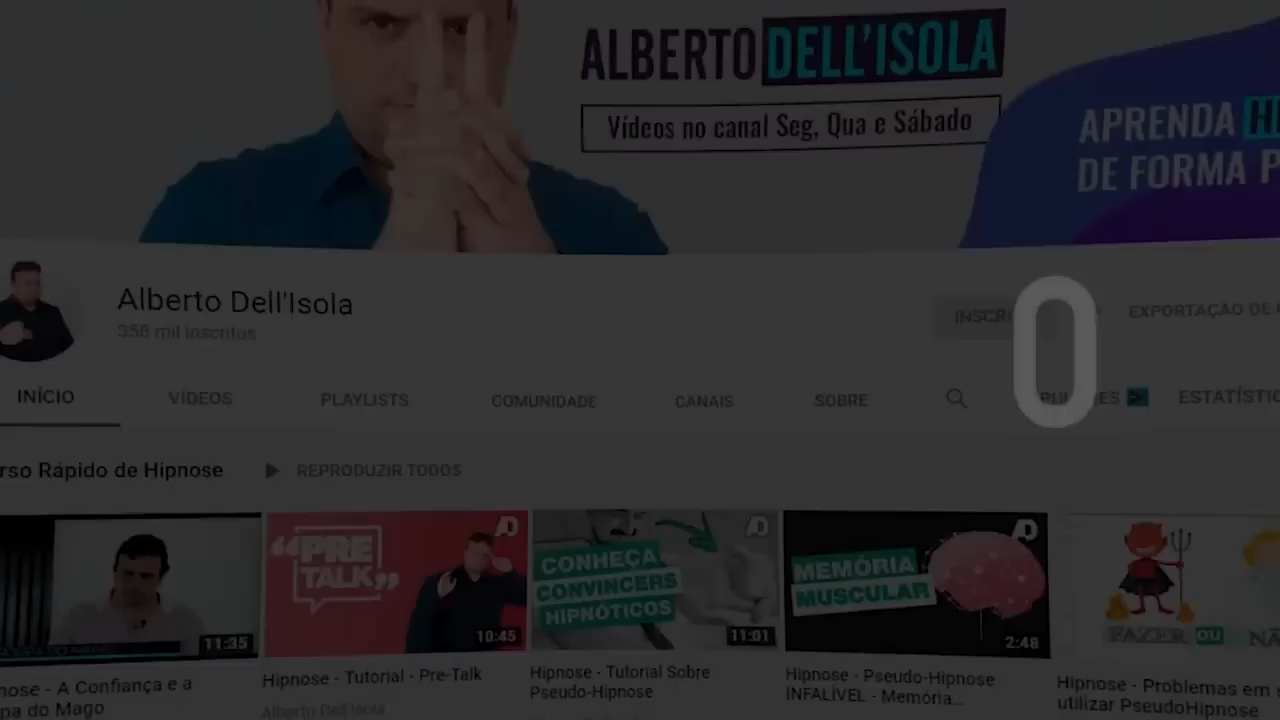 ALBERTO DELL'ISOLA
Vídeos no canal Seg, Qua e Sábado
APRENDA
DE FORMA
Alberto Dell'Isola
358 mil inscritos
0
EXPORTAÇÃO DE
INÍCIO VÍDEOS PLAYLISTS COMUNIDADE CANAIS SOBRE
rso Rápido de Hipnose REPRODUZIR TODOS
11:35
“PRE
TALK”
10:45
CONHEÇA
CONVINCERS
HIPNÓTICOS
11:01
MEMÓRIA
MUSCULAR
2:48
FAZER OU
nose - A Confiança e a
pa do Mago
Hipnose - Tutorial - Pre-Talk
Alberto Dell'Isola
Hipnose - Tutorial Sobre
Pseudo-Hipnose
Hipnose - Pseudo-Hipnose
INFALÍVEL - Memória...
Hipnose - Problemas em
utilizar PseudoHipnose